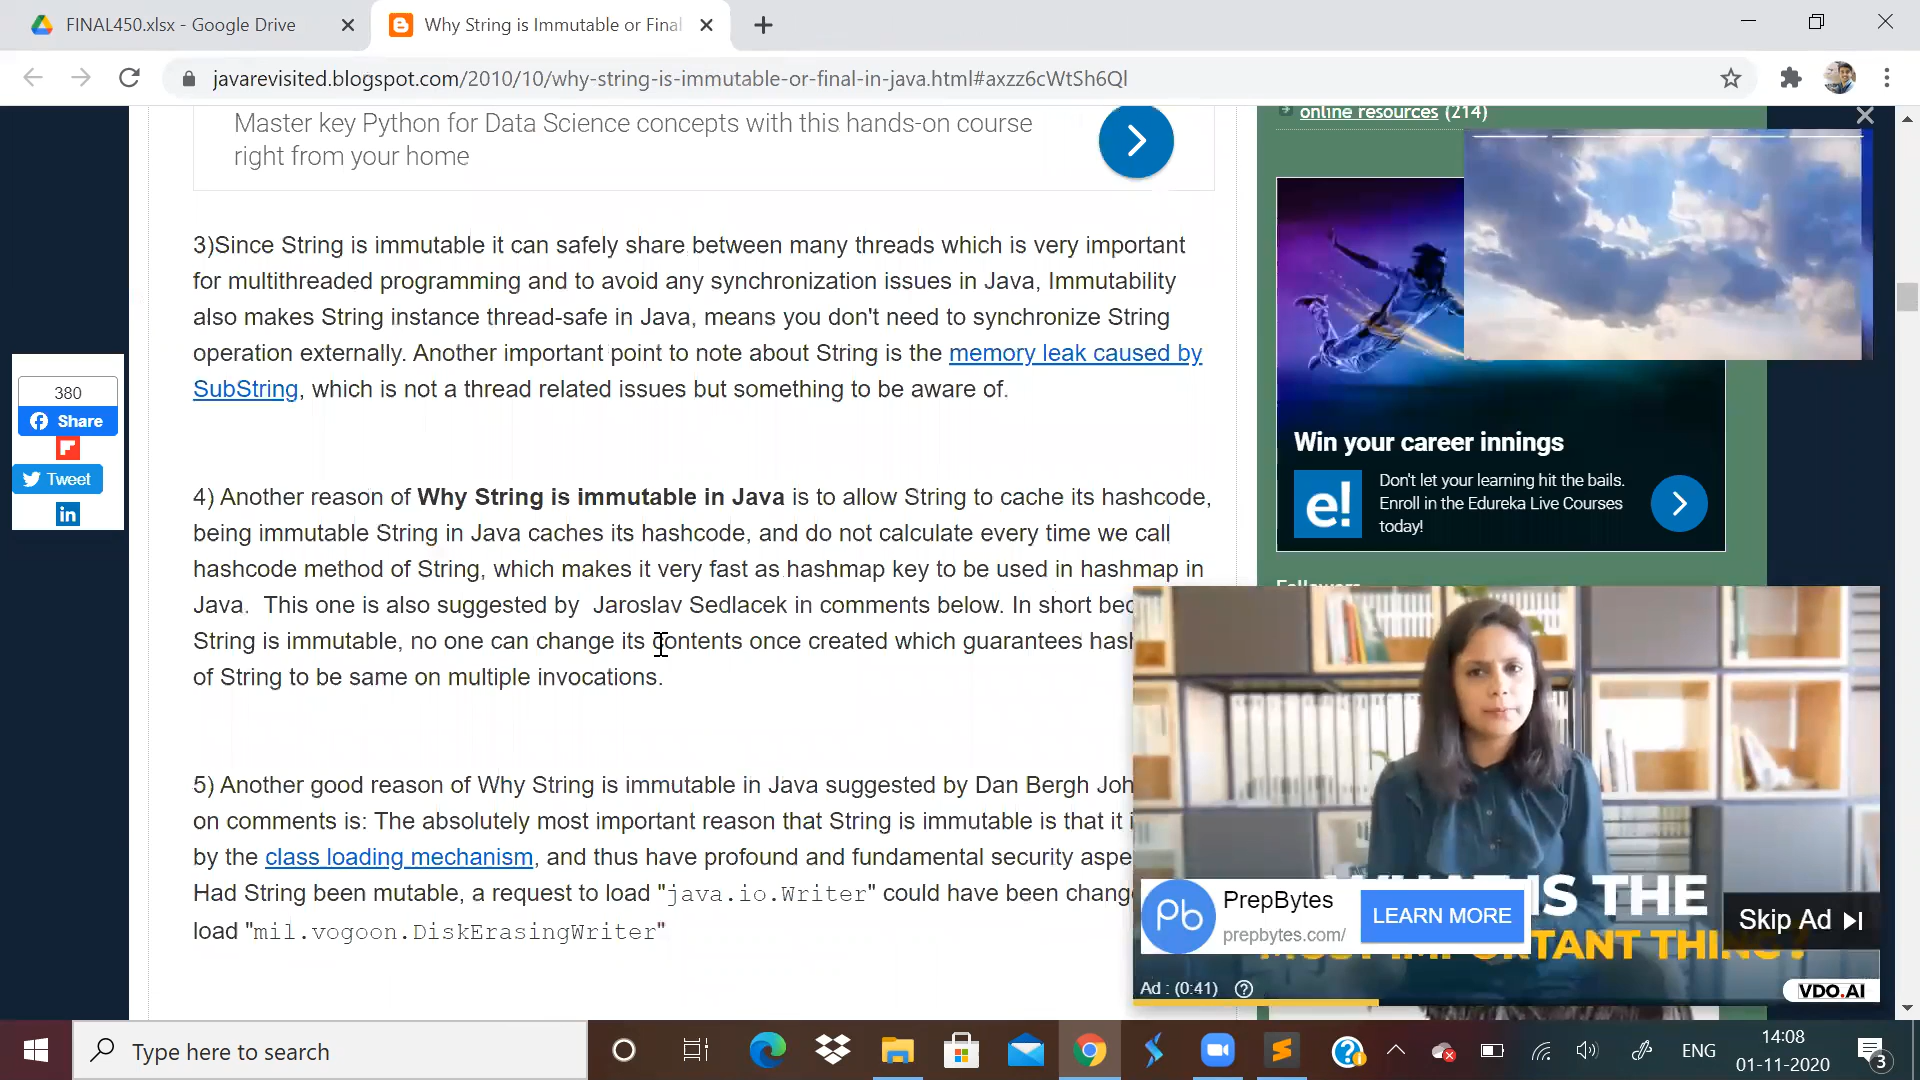 FINAL450.xlsx - Google Drive
Why String is Immutable or Final
javarevisited.blogspot.com/2010/10/why-string-is-immutable-or-final-in-java.html#axzz6cWtSh6Ql
Master key Python for Data Science concepts with this hands-on course
right from your home
3)Since String is immutable it can safely share between many threads which is very important
for multithreaded programming and to avoid any synchronization issues in Java, Immutability
also makes String instance thread-safe in Java, means you don't need to synchronize String
operation externally. Another important point to note about String is the memory leak caused by
SubString, which is not a thread related issues but something to be aware of.
380
Share
Tweet
in
4) Another reason of Why String is immutable in Java is to allow String to cache its hashcode,
being immutable String in Java caches its hashcode, and do not calculate every time we call
hashcode method of String, which makes it very fast as hashmap key to be used in hashmap in
Java.  This one is also suggested by  Jaroslav Sedlacek in comments below. In short bec
String is immutable, no one can change its contents once created which guarantees hash
of String to be same on multiple invocations.
5) Another good reason of Why String is immutable in Java suggested by Dan Bergh Joh
on comments is: The absolutely most important reason that String is immutable is that it i
by the class loading mechanism, and thus have profound and fundamental security aspe
Had String been mutable, a request to load "java.io.Writer" could have been change
load "mil.vogoon.DiskErasingWriter"
online resources (214)
Win your career innings
e!
Don't let your learning hit the bails.
Enroll in the Edureka Live Courses
today!
Followers
IS THE
TANT THING?
Pb
PrepBytes
prepbytes.com/
LEARN MORE
Skip Ad
Ad : (0:41)
VDO.AI
Type here to search
ENG
14:08
01-11-2020
3